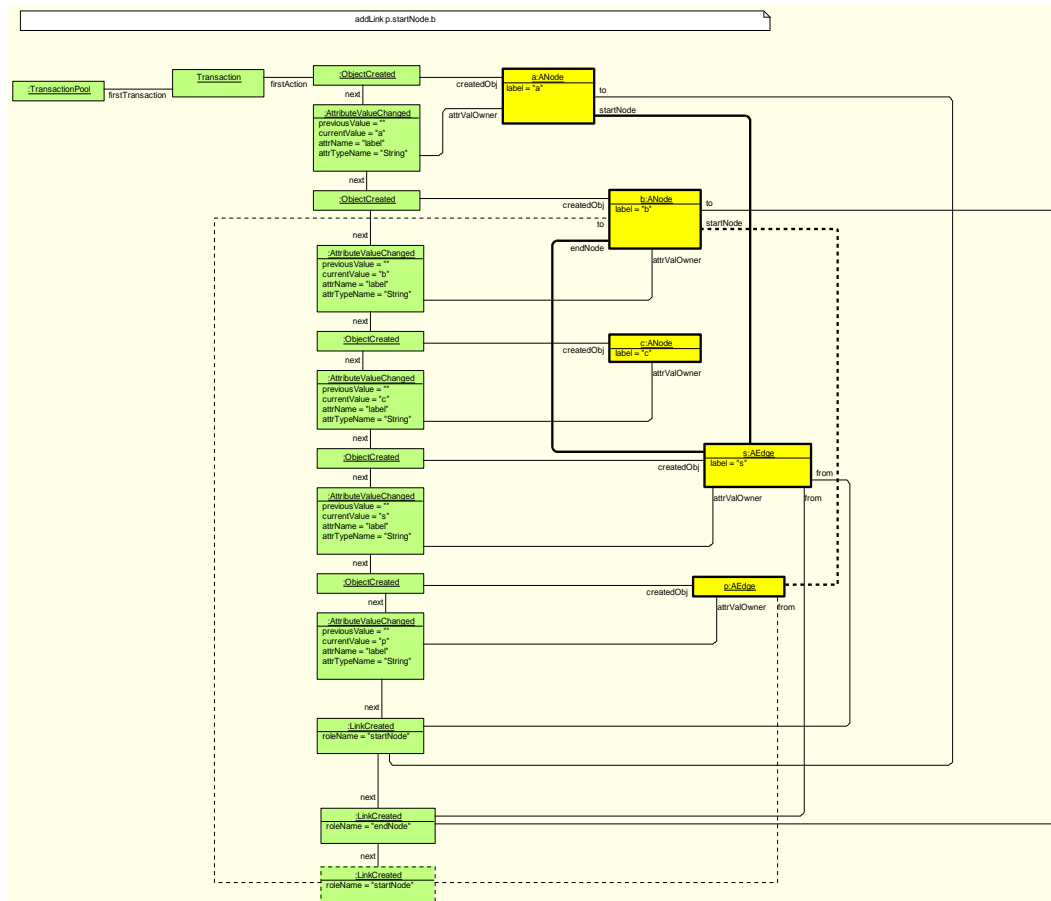 addLink p.startNode.b
:TransactionPool
firstTransaction
Transaction
firstAction
:ObjectCreated
createdObj
a:ANode
label = "a"
to
startNode
next
:AttributeValueChanged
previousValue = ""
currentValue = "a"
attrName = "label"
attrTypeName = "String"
attrValOwner
next
:ObjectCreated
createdObj
b:ANode
label = "b"
to
to
startNode
endNode
attrValOwner
next
:AttributeValueChanged
previousValue = ""
currentValue = "b"
attrName = "label"
attrTypeName = "String"
next
:ObjectCreated
createdObj
c:ANode
label = "c"
attrValOwner
next
:AttributeValueChanged
previousValue = ""
currentValue = "c"
attrName = "label"
attrTypeName = "String"
next
:ObjectCreated
createdObj
s:AEdge
label = "s"
from
attrValOwner
from
next
:AttributeValueChanged
previousValue = ""
currentValue = "s"
attrName = "label"
attrTypeName = "String"
next
:ObjectCreated
createdObj
p:AEdge
attrValOwner
from
next
:AttributeValueChanged
previousValue = ""
currentValue = "p"
attrName = "label"
attrTypeName = "String"
next
:LinkCreated
roleName = "startNode"
next
:LinkCreated
roleName = "endNode"
next
:LinkCreated
roleName = "startNode"